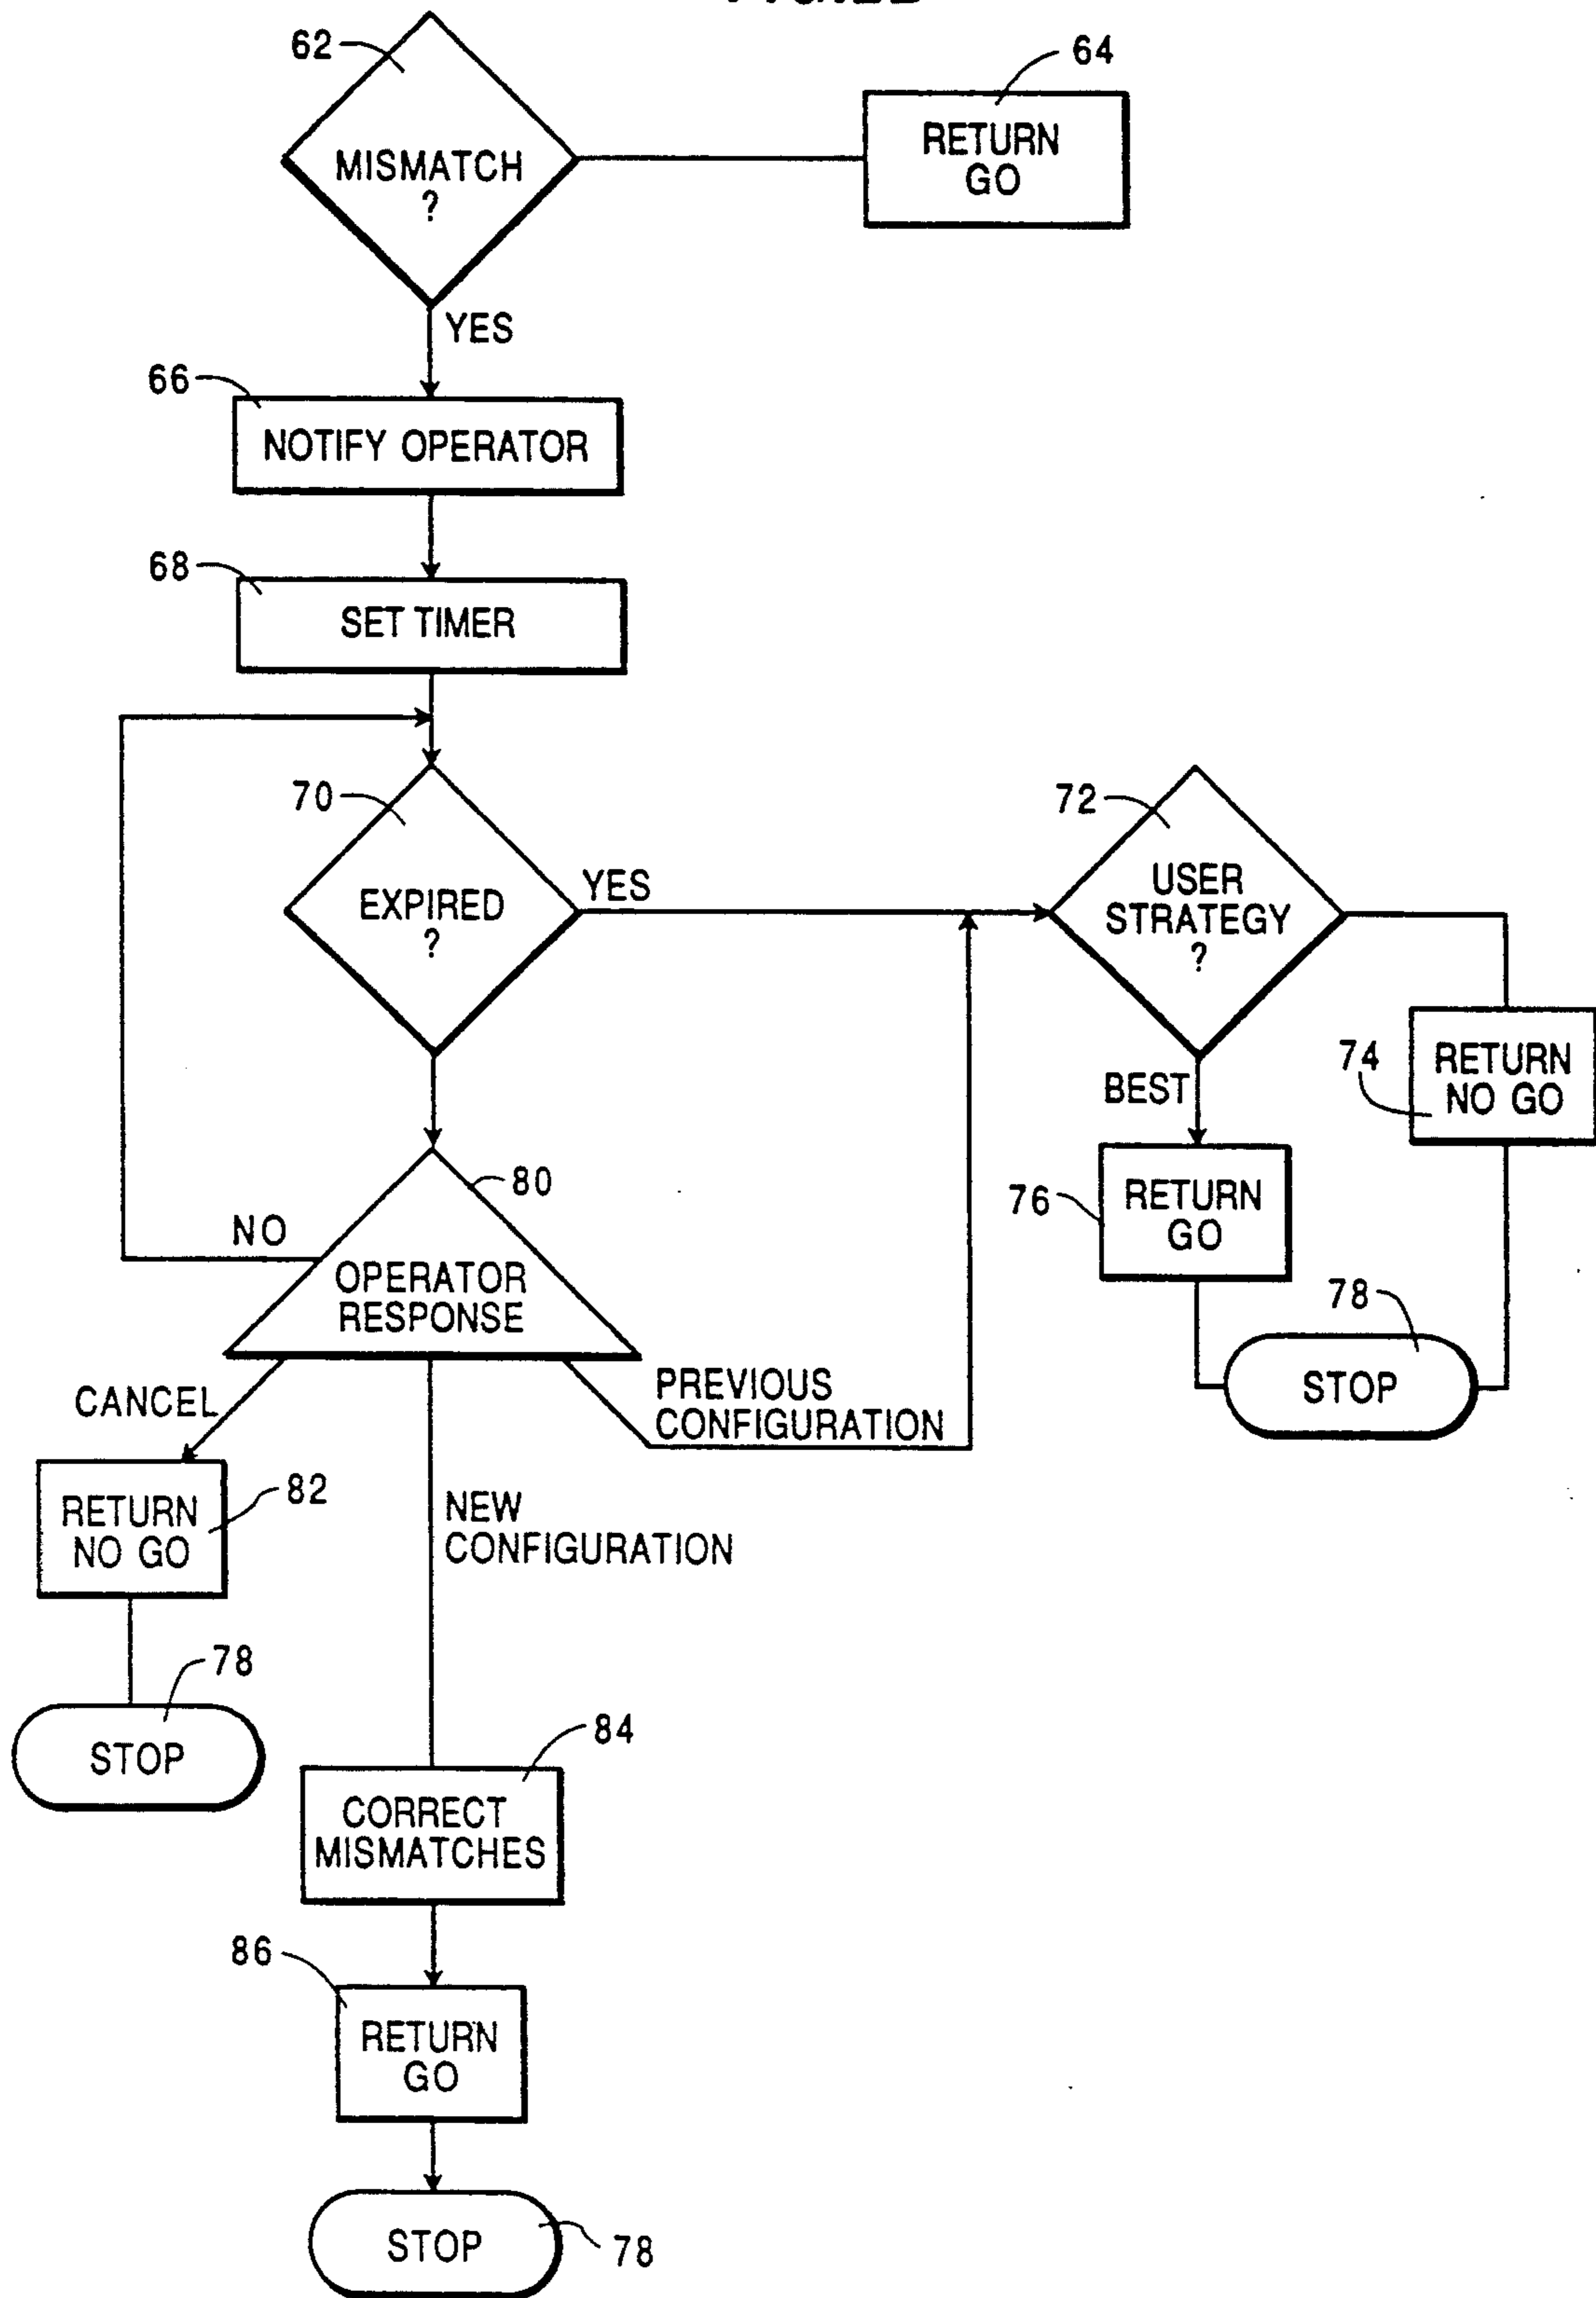 62
64
MISMATCH
?
RETURN
GO
YES
66
NOTIFY OPERATOR
68
SET TIMER
70
EXPIRED
?
YES
72
USER
STRATEGY
?
74
RETURN
NO GO
BEST
76
RETURN
GO
78
STOP
80
NO
OPERATOR
RESPONSE
CANCEL
PREVIOUS
CONFIGURATION
RETURN
NO GO
82
NEW
CONFIGURATION
78
STOP
84
CORRECT
MISMATCHES
86
RETURN
GO
STOP
78